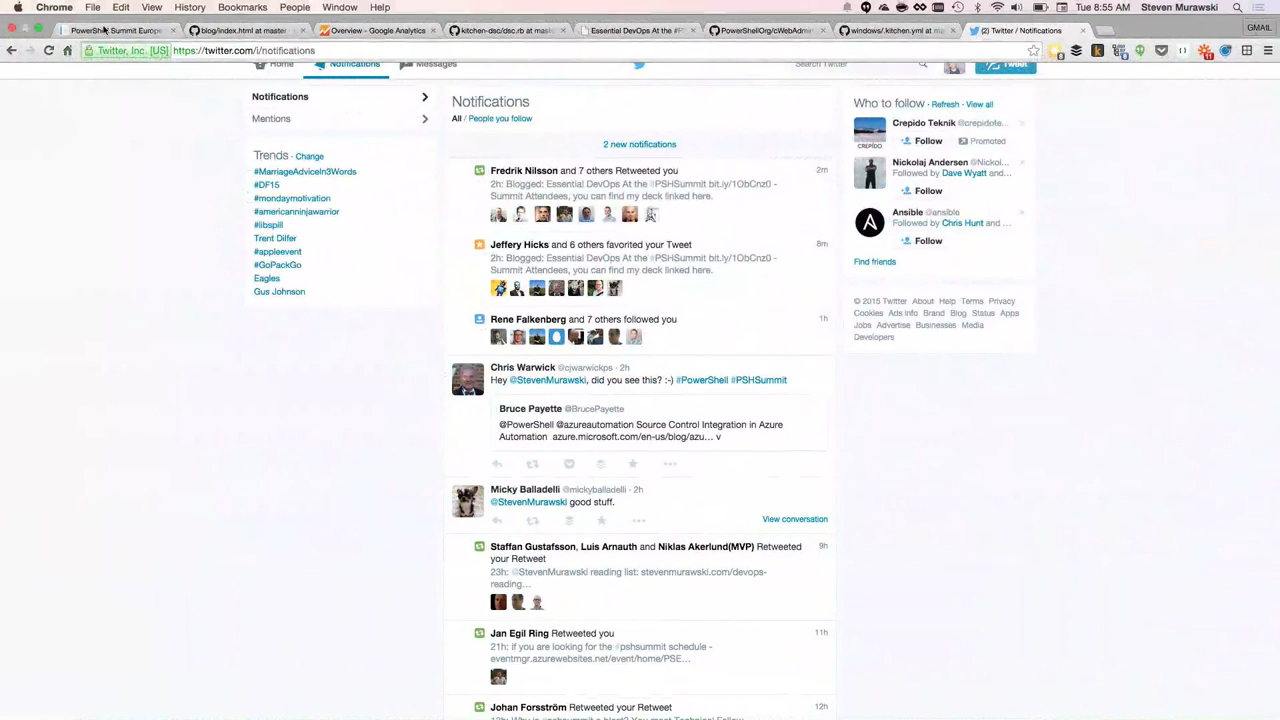 Chrome File Edit View History Bookmarks People Window Help 7 Tue 8:55 AM Steven Murawski
PowerShell Summit Europe blog/index.html at master Overview - Google Analytics kitchen-dsc/dsc.rb at master Essential DevOps At the #PS PowerShellOrg/cWebAdmin windows/.kitchen.yml at mas (2) Twitter / Notifications GMAIL
Twitter, Inc. [US] https://twitter.com/i/notifications
Home Notifications Messages Search Twitter Tweet
Notifications
Mentions
Trends · Change
#MarriageAdviceIn3Words
#DF15
#mondaymotivation
#americanninjawarrior
#libspill
Trent Dilfer
#appleevent
#GoPackGo
Eagles
Gus Johnson
Notifications
All / People you follow
2 new notifications
Fredrik Nilsson and 7 others Retweeted you 2m
2h: Blogged: Essential DevOps At the #PSHSummit bit.ly/1ObCnz0 -
Summit Attendees, you can find my deck linked here.
Jeffery Hicks and 6 others favorited your Tweet 8m
2h: Blogged: Essential DevOps At the #PSHSummit bit.ly/1ObCnz0 -
Summit Attendees, you can find my deck linked here.
Rene Falkenberg and 7 others followed you 1h
Chris Warwick @cjwarwickps · 2h
Hey @StevenMurawski, did you see this? :-) #PowerShell #PSHSummit
Bruce Payette @BrucePayette
@PowerShell @azureautomation Source Control Integration in Azure
Automation azure.microsoft.com/en-us/blog/azu… v
Micky Balladelli @mickyballadelli · 2h
@StevenMurawski good stuff.
View conversation
Staffan Gustafsson, Luis Arnauth and Niklas Akerlund(MVP) Retweeted 9h
your Retweet
23h: @StevenMurawski reading list: stevenmurawski.com/devops-
reading…
Jan Egil Ring Retweeted you 11h
21h: if you are looking for the #pshsummit schedule -
eventmgr.azurewebsites.net/event/home/PSE…
Johan Forsström Retweeted your Retweet 12h
Who to follow · Refresh · View all
Crepido Teknik @crepidote…
Follow Promoted
CREPIDO
Nickolaj Andersen @Nickol…
Followed by Dave Wyatt and …
Follow
Ansible @ansible
Followed by Chris Hunt and …
Follow
Find friends
© 2015 Twitter About Help Terms Privacy
Cookies Ads info Brand Blog Status Apps
Jobs Advertise Businesses Media
Developers